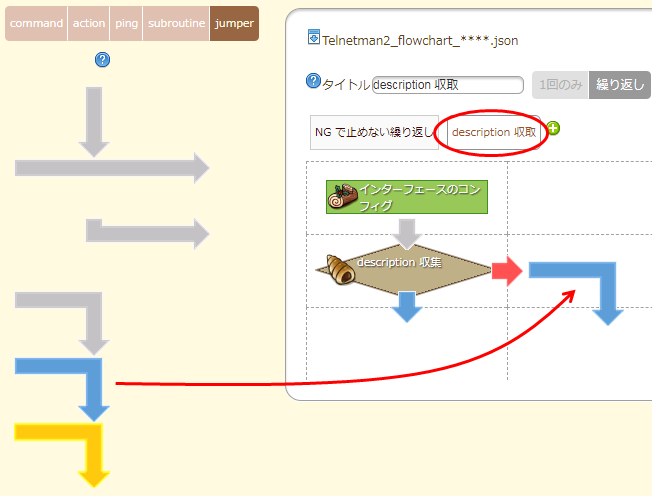 command action ping subroutine jumper
Telnetman2_flowchart_****.json
タイトル description 収取 1回のみ 繰り返し
NG で止めない繰り返し description 収取
インターフェースのコン
フィグ
description 収集